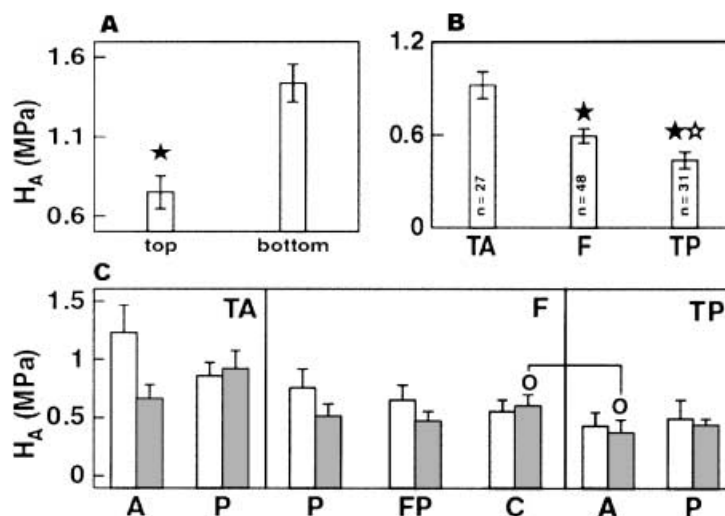 A
H_A (MPa)
1.6
1.1
0.6
top
bottom
B
1.2
0.6
0
n = 27
n = 48
n = 31
TA
F
TP
C
H_A (MPa)
1.5
1
0.5
0
TA
F
TP
O
O
A
P
P
FP
C
A
P